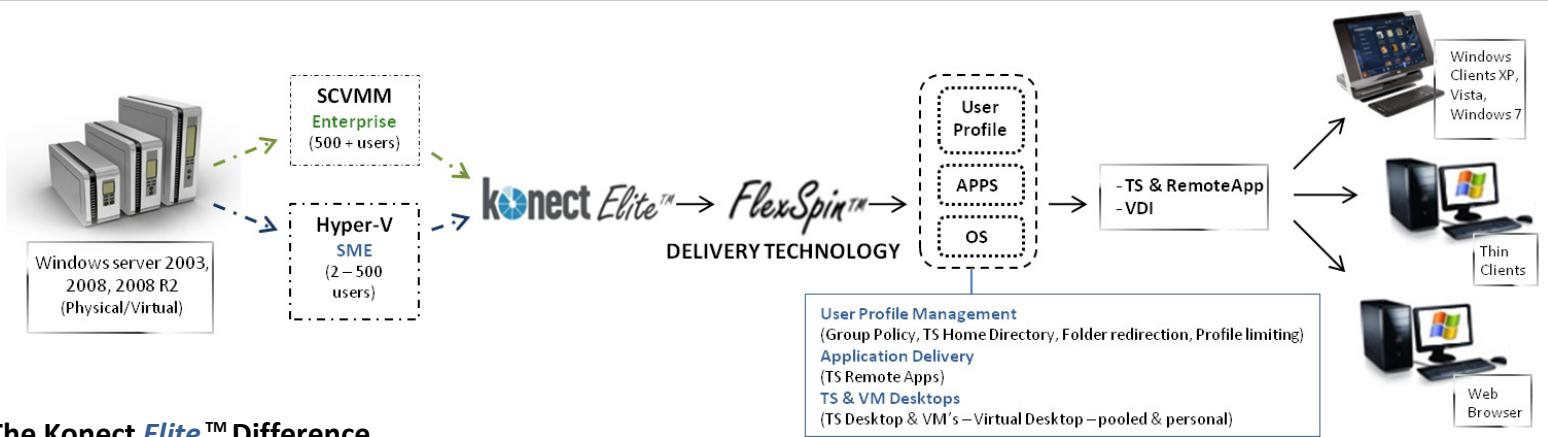 Windows server 2003,
2008, 2008 R2
(Physical/Virtual)
SCVMM
Enterprise
(500 + users)
Hyper-V
SME
(2 – 500
users)
konect Elite™
FlexSpin™
DELIVERY TECHNOLOGY
User
Profile
APPS
OS
User Profile Management
(Group Policy, TS Home Directory, Folder redirection, Profile limiting)
Application Delivery
(TS Remote Apps)
TS & VM Desktops
(TS Desktop & VM's – Virtual Desktop – pooled & personal)
- TS & RemoteApp
- VDI
Windows
Clients XP,
Vista,
Windows 7
Thin
Clients
Web
Browser
The Konect Elite™ Difference